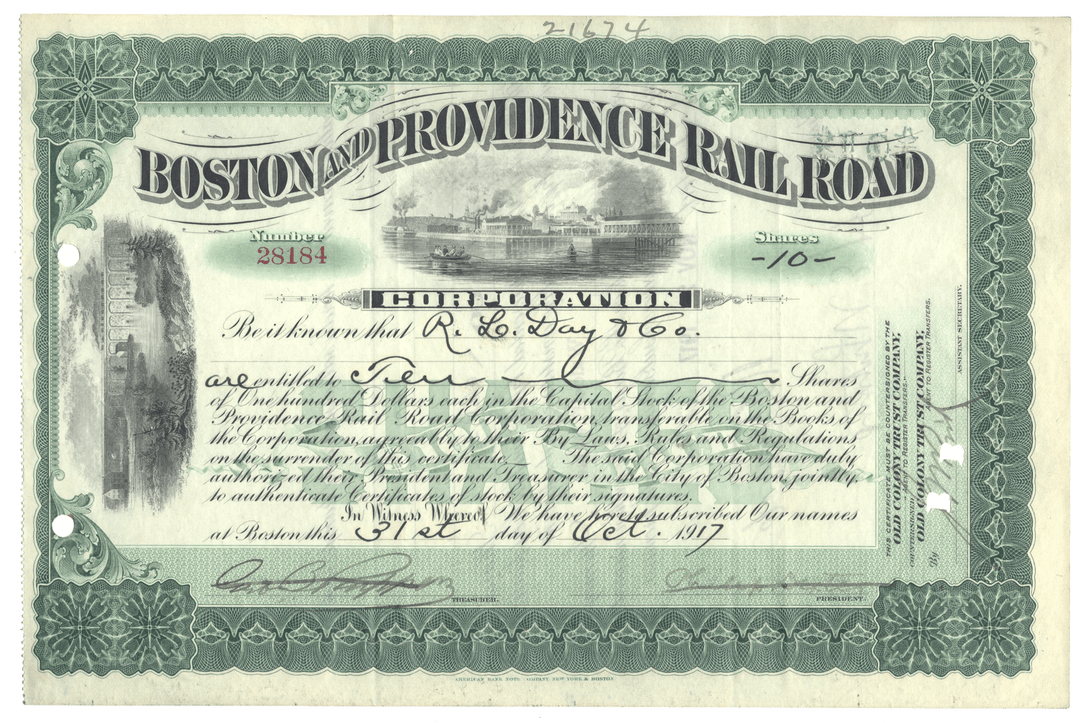 21674
BOSTON AND PROVIDENCE RAIL ROAD
Number
28184
Shares
-10-
CORPORATION
Be it known that R. L. Day & Co.
are entitled to Ten Shares
of One hundred Dollars each in the Capital Stock of the Boston and
Providence Rail Road Corporation, transferable on the Books of
the Corporation, agreeably to their By-Laws, Rules and Regulations
on the surrender of this certificate. The said Corporation have duly
authorized their President and Treasurer in the City of Boston, jointly,
to authenticate Certificates of stock by their signatures.
In Witness Whereof We have hereto subscribed Our names
at Boston this 31st day of Oct. 1917
TREASURER.
PRESIDENT.
THIS CERTIFICATE MUST BE COUNTERSIGNED BY THE
OLD COLONY TRUST COMPANY,
AGENT TO REGISTER TRANSFERS.
COUNTERSIGNED
OLD COLONY TRUST COMPANY,
AGENT TO REGISTER TRANSFERS.
By
ASSISTANT SECRETARY.
AMERICAN BANK NOTE COMPANY, NEW YORK & BOSTON.